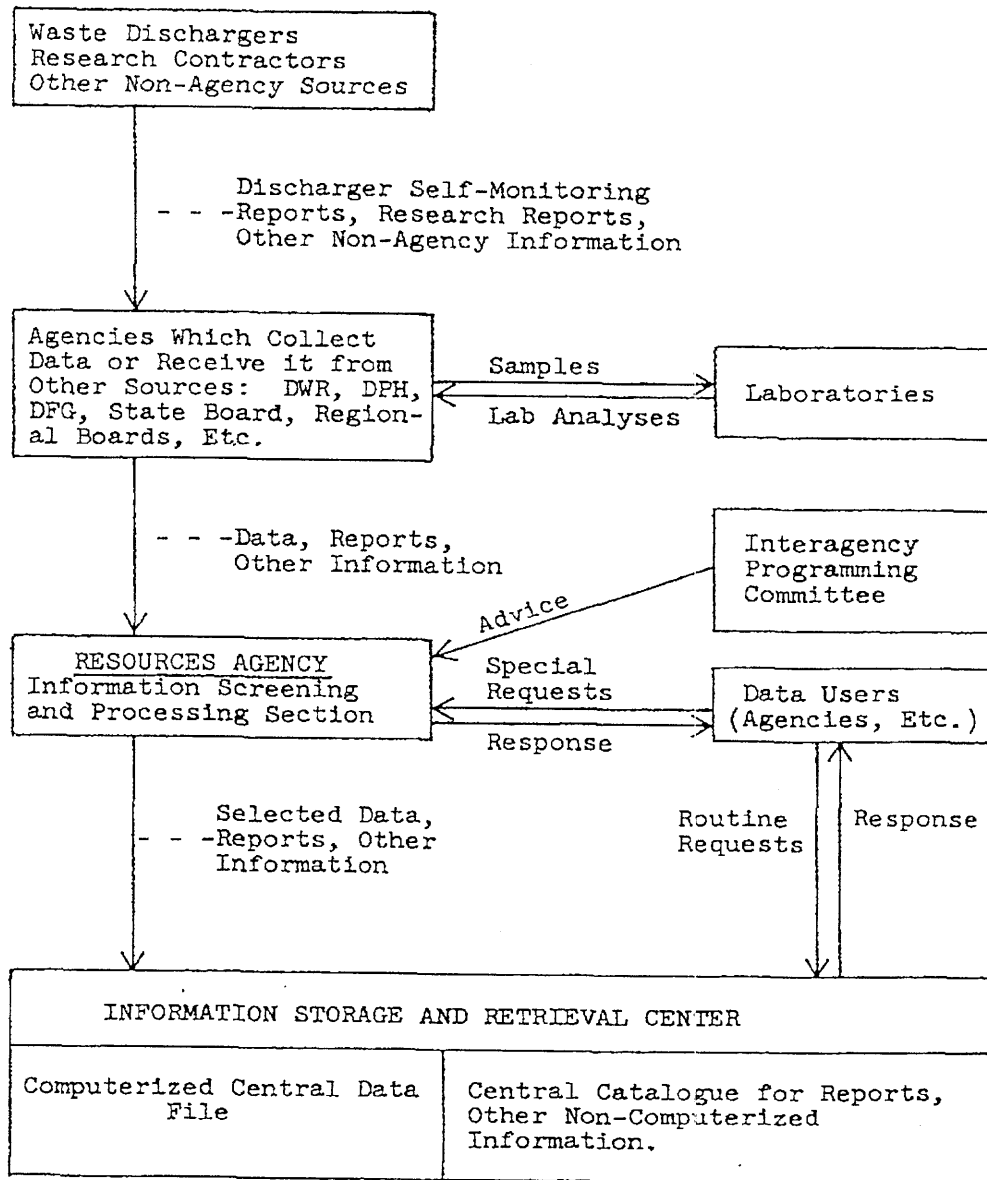 Waste Dischargers
Research Contractors
Other Non-Agency Sources
Discharger Self-Monitoring
- - -Reports, Research Reports,
Other Non-Agency Information
Agencies Which Collect
Data or Receive it from
Other Sources: DWR, DPH,
DFG, State Board, Region-
al Boards, Etc.
Samples
Lab Analyses
Laboratories
- - -Data, Reports,
Other Information
Interagency
Programming
Committee
Advice
RESOURCES AGENCY
Information Screening
and Processing Section
Special
Requests
Response
Data Users
(Agencies, Etc.)
Selected Data,
- - -Reports, Other
Information
Routine
Requests
Response
INFORMATION STORAGE AND RETRIEVAL CENTER
Computerized Central Data
File
Central Catalogue for Reports,
Other Non-Computerized
Information.